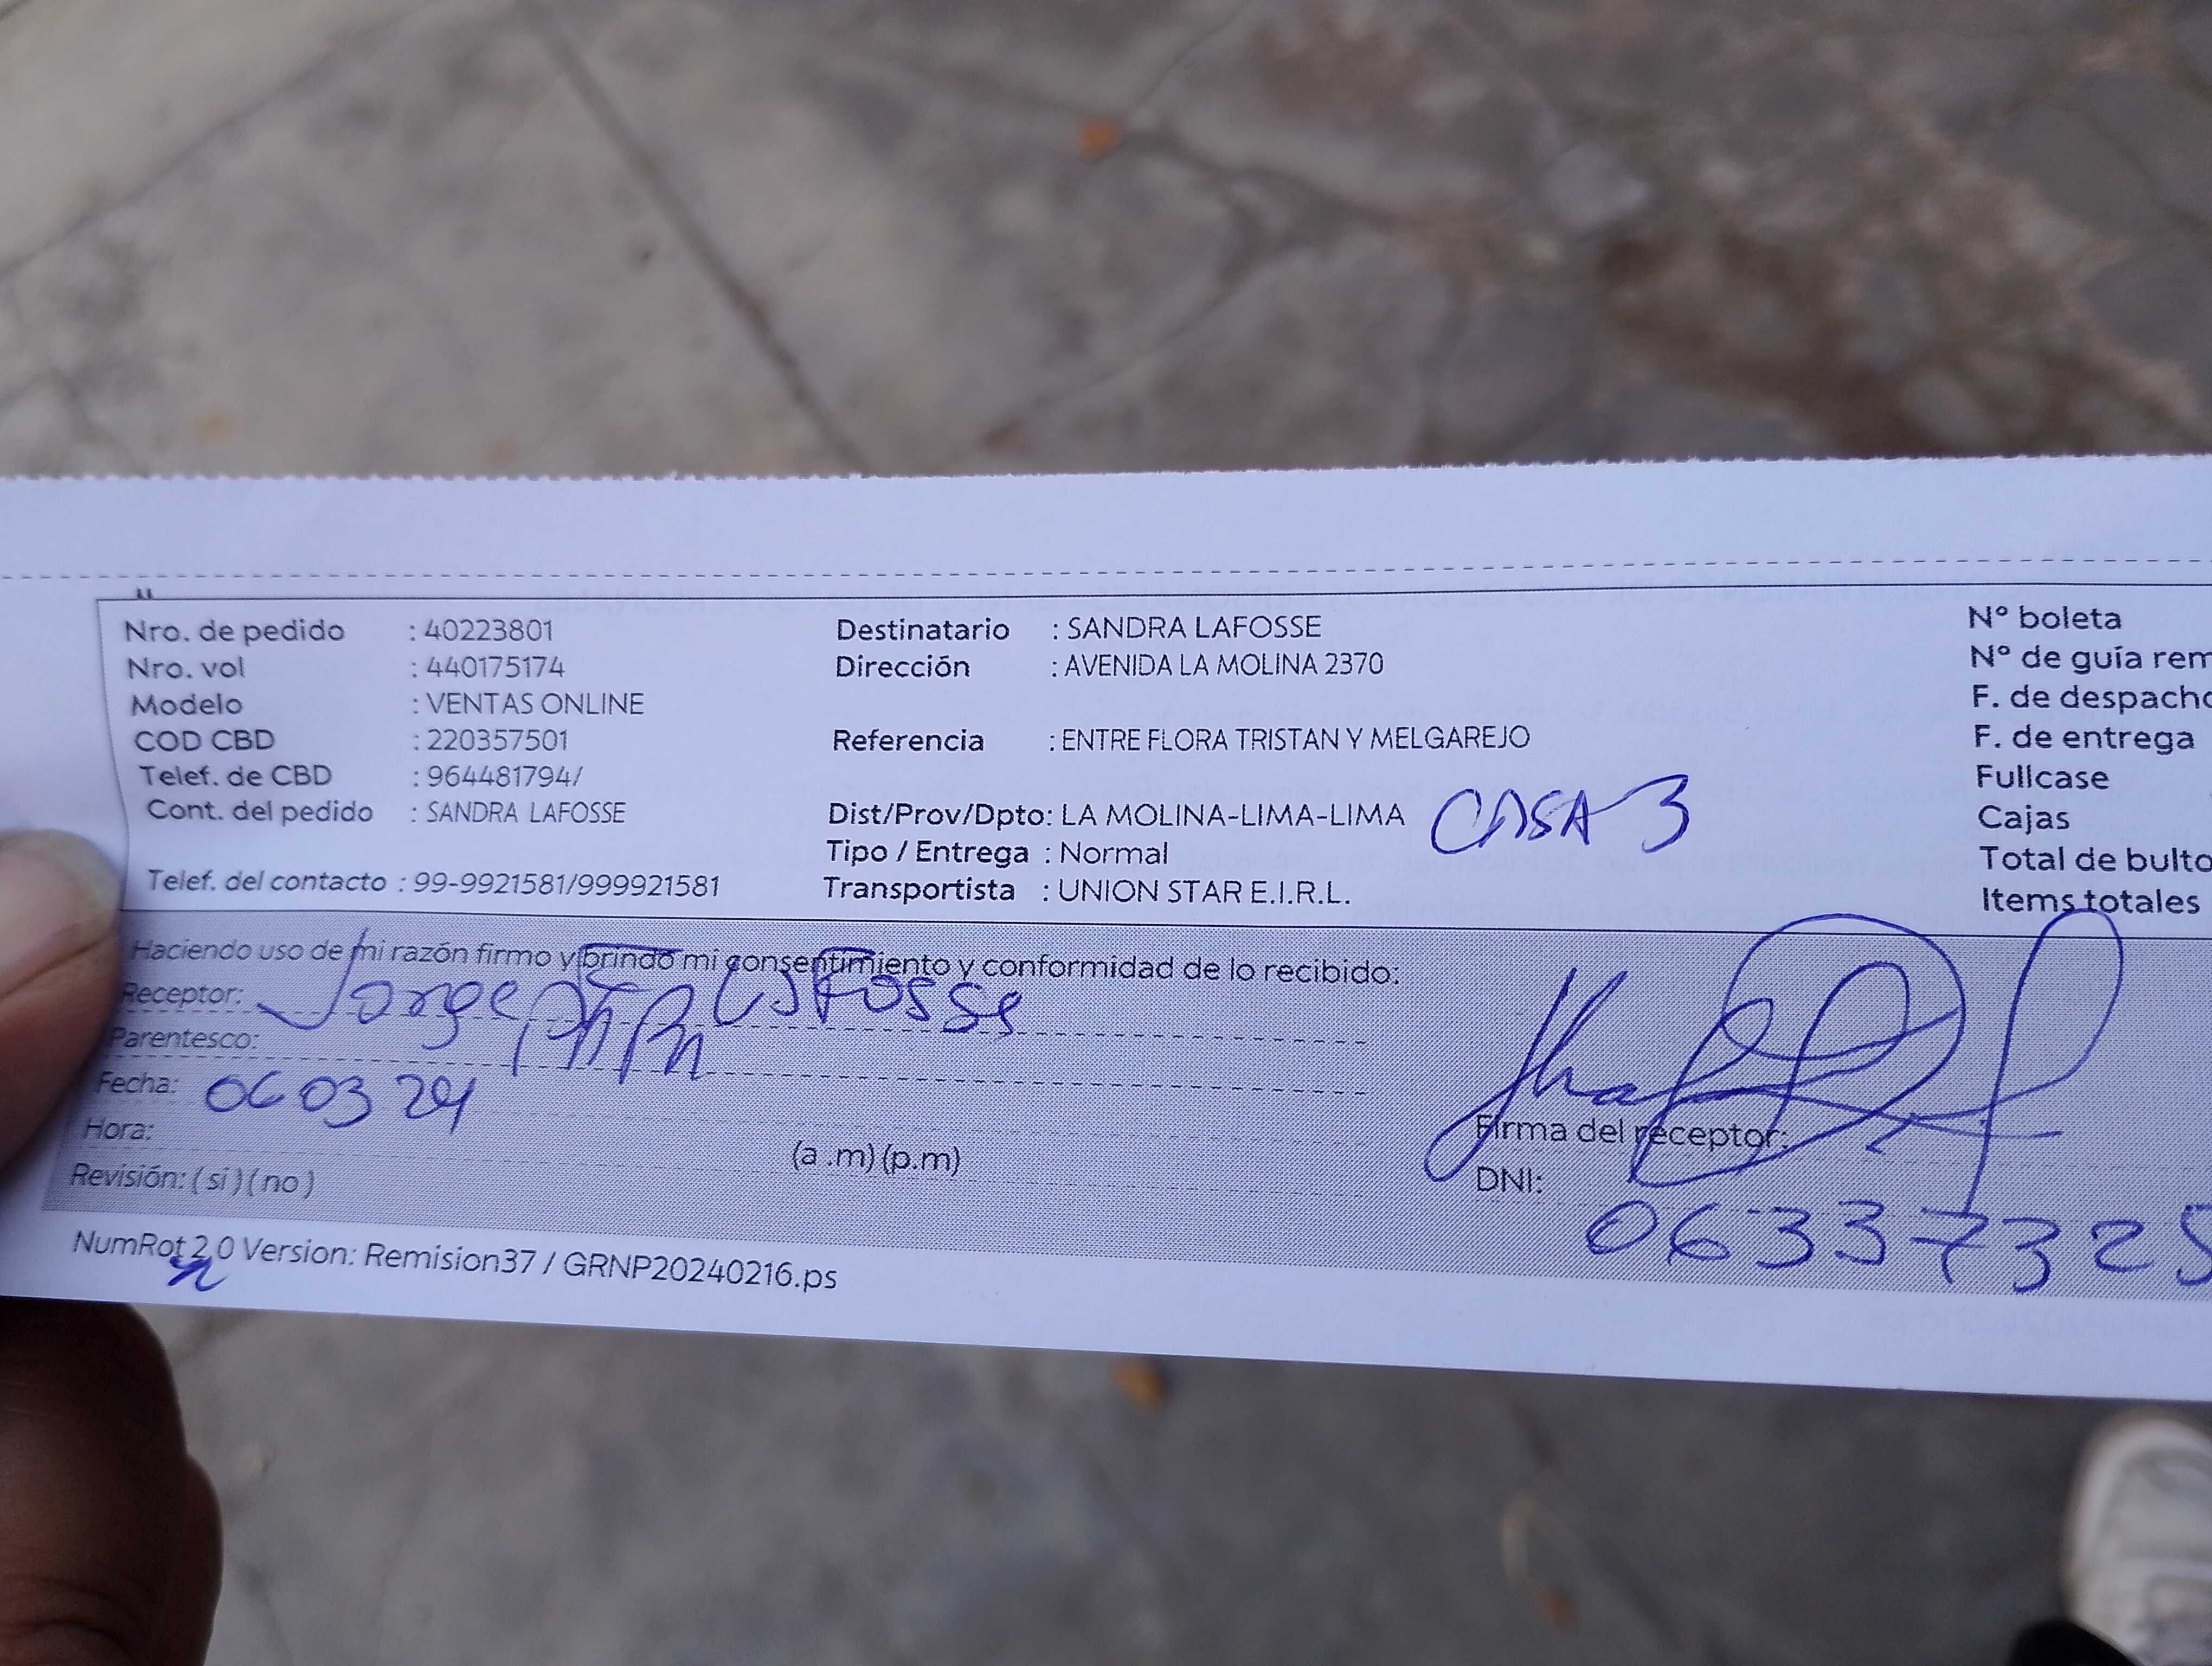 Nro. de pedido : 40223801
Nro. vol : 440175174
Modelo : VENTAS ONLINE
COD CBD : 220357501
Telef. de CBD : 964481794/
Cont. del pedido : SANDRA LAFOSSE
Telef. del contacto : 99-9921581/999921581
Destinatario : SANDRA LAFOSSE
Dirección : AVENIDA LA MOLINA 2370
Referencia : ENTRE FLORA TRISTAN Y MELGAREJO
Dist/Prov/Dpto: LA MOLINA-LIMA-LIMA CASA 3
Tipo / Entrega : Normal
Transportista : UNION STAR E.I.R.L.
Nº boleta
Nº de guía rem
F. de despacho
F. de entrega
Fullcase
Cajas
Total de bulto
Items totales
Haciendo uso de mi razón firmo y brindo mi consentimiento y conformidad de lo recibido:
Receptor: Jorge Lafosse
Parentesco:
Fecha: 06 03 24
Hora: (a .m) (p.m)
Revisión: ( si ) ( no )
Firma del receptor:
DNI: 06337325
NumRot 2.0 Version: Remision37 / GRNP20240216.ps